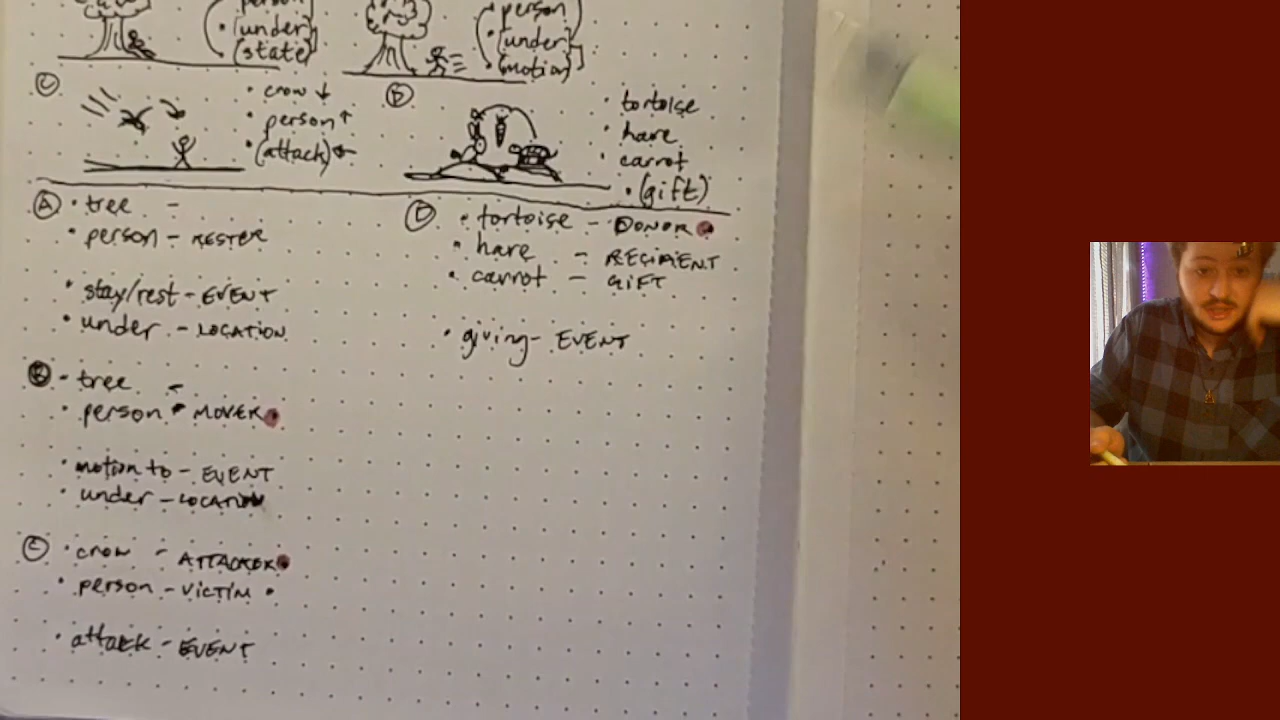 person
• (under)
(state)
person
• (under)
• (motion)
C
• crow ↓
• person ↑
• (attack) ←
D
• tortoise
• hare
• carrot
• (gift)
A • tree –
• person – RESTER
• stay/rest – EVENT
• under – LOCATION
B – tree –
• person – MOVER
• motion to – EVENT
• under – LOCATION
C • crow – ATTACKER
• person – VICTIM •
• attack – EVENT
D • tortoise – DONOR
• hare – RECIPIENT
• carrot – GIFT
• giving – EVENT